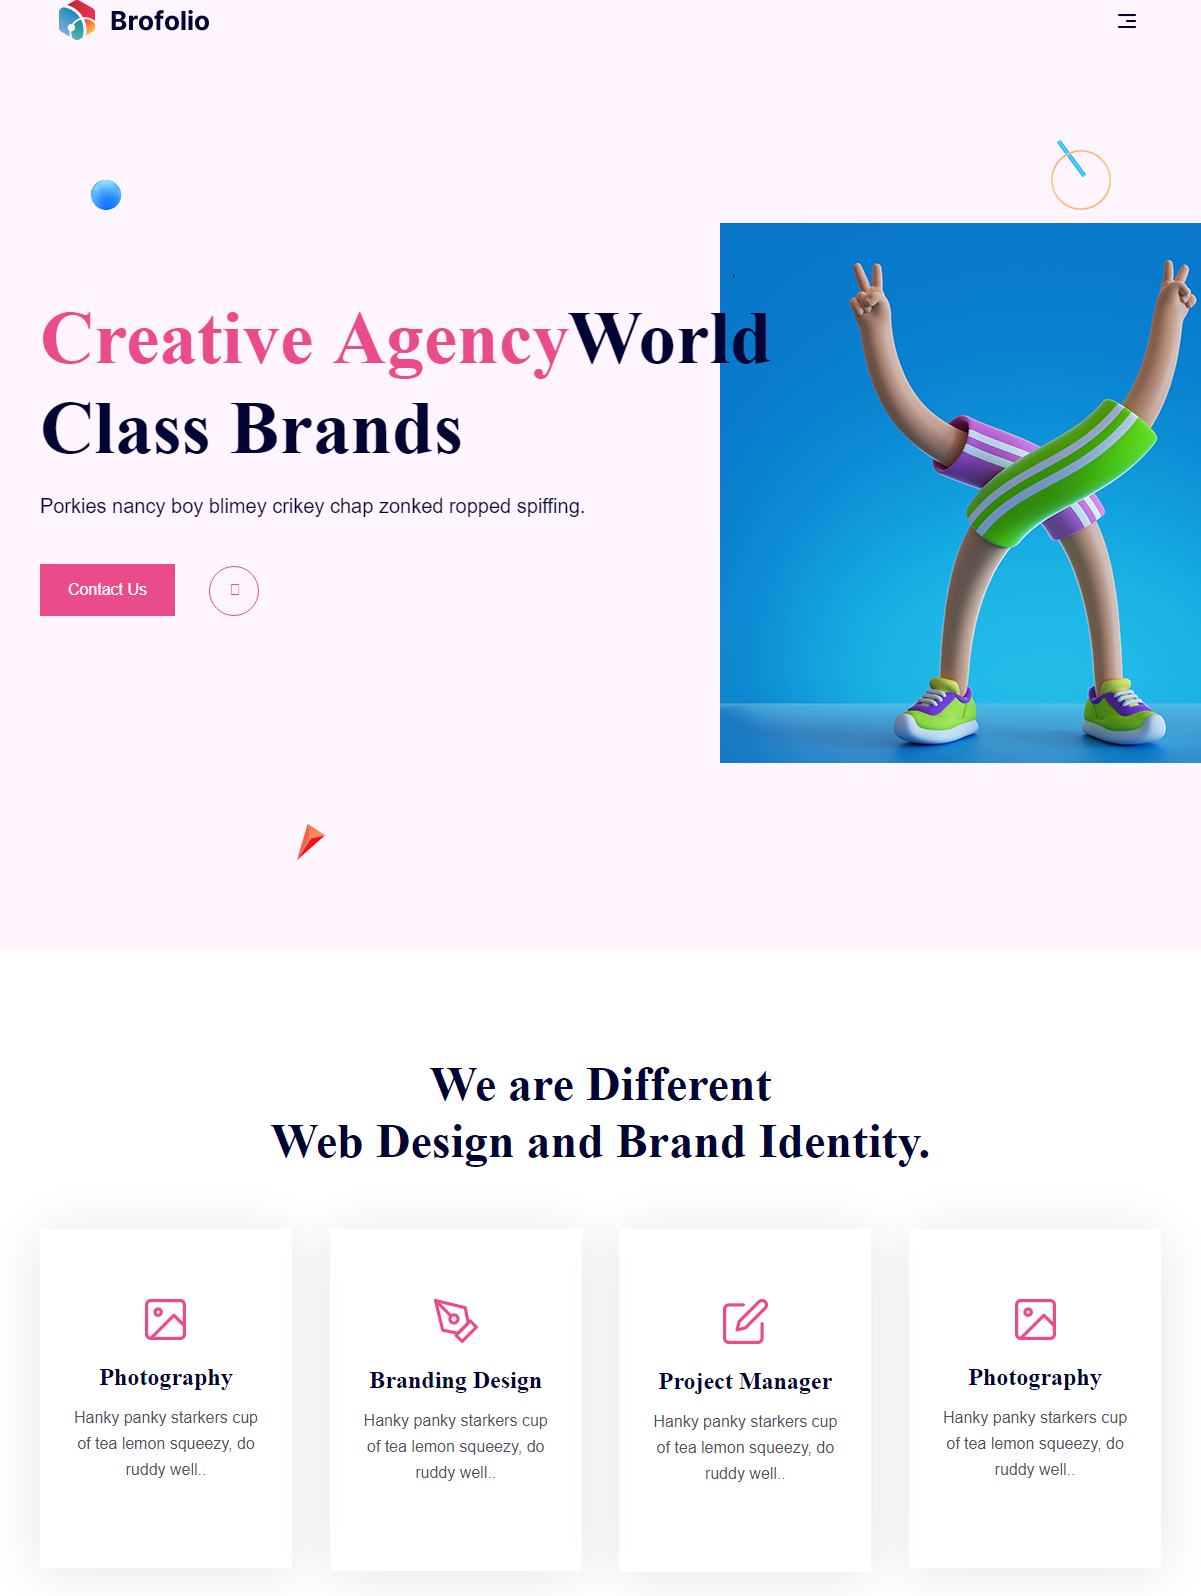 Brofolio
Creative AgencyWorld
Class Brands
Porkies nancy boy blimey crikey chap zonked ropped spiffing.
Contact Us
We are Different
Web Design and Brand Identity.
Photography
Hanky panky starkers cup
of tea lemon squeezy, do
ruddy well..
Branding Design
Hanky panky starkers cup
of tea lemon squeezy, do
ruddy well..
Project Manager
Hanky panky starkers cup
of tea lemon squeezy, do
ruddy well..
Photography
Hanky panky starkers cup
of tea lemon squeezy, do
ruddy well..